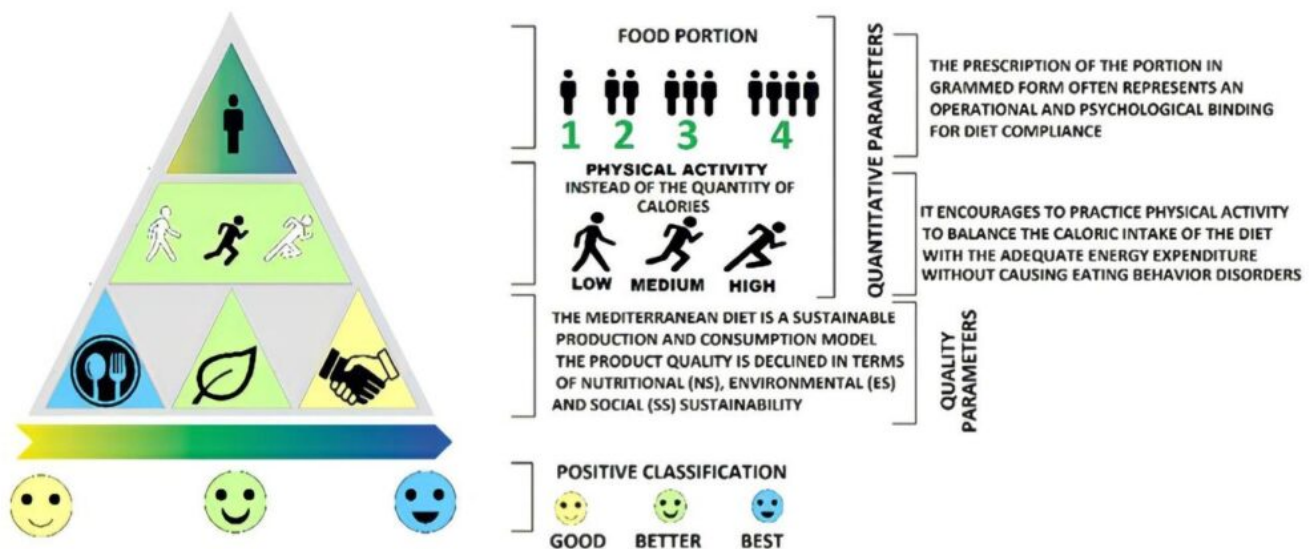 FOOD PORTION
1 2 3 4
QUANTITATIVE PARAMETERS
THE PRESCRIPTION OF THE PORTION IN
GRAMMED FORM OFTEN REPRESENTS AN
OPERATIONAL AND PSYCHOLOGICAL BINDING
FOR DIET COMPLIANCE
PHYSICAL ACTIVITY
INSTEAD OF THE QUANTITY OF
CALORIES
LOW MEDIUM HIGH
IT ENCOURAGES TO PRACTICE PHYSICAL ACTIVITY
TO BALANCE THE CALORIC INTAKE OF THE DIET
WITH THE ADEQUATE ENERGY EXPENDITURE
WITHOUT CAUSING EATING BEHAVIOR DISORDERS
THE MEDITERRANEAN DIET IS A SUSTAINABLE
PRODUCTION AND CONSUMPTION MODEL
THE PRODUCT QUALITY IS DECLINED IN TERMS
OF NUTRITIONAL (NS), ENVIRONMENTAL (ES)
AND SOCIAL (SS) SUSTAINABILITY
QUALITY
PARAMETERS
POSITIVE CLASSIFICATION
GOOD BETTER BEST